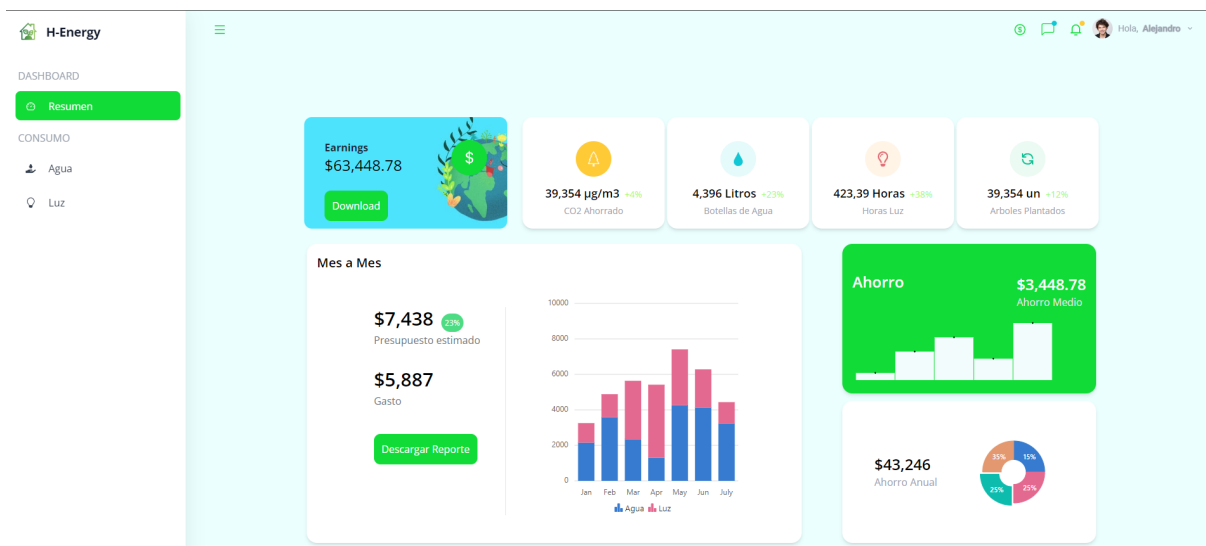 H-Energy
Hola, Alejandro
DASHBOARD
Resumen
CONSUMO
Agua
Luz
Earnings
$63,448.78
$
Download
39,354 µg/m3 +4%
CO2 Ahorrado
4,396 Litros +23%
Botellas de Agua
423,39 Horas +38%
Horas Luz
39,354 un +12%
Arboles Plantados
Mes a Mes
$7,438 23%
Presupuesto estimado
$5,887
Gasto
Descargar Reporte
10000
8000
6000
4000
2000
0
Jan Feb Mar Apr May Jun July
Agua Luz
Ahorro
$3,448.78
Ahorro Medio
$43,246
Ahorro Anual
35% 15%
25% 25%